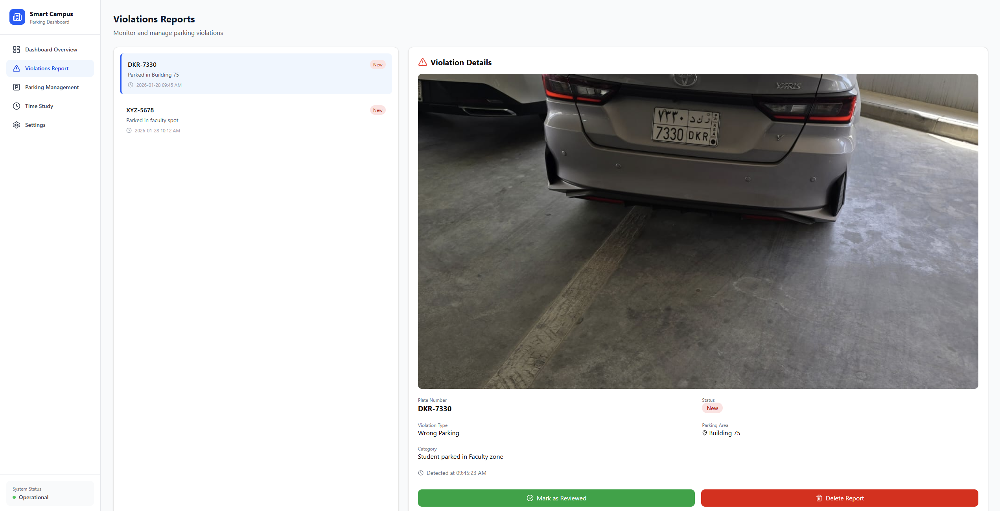 Smart Campus
Parking Dashboard
Dashboard Overview
Violations Report
Parking Management
Time Study
Settings
System Status
Operational
Violations Reports
Monitor and manage parking violations
DKR-7330
New
Parked in Building 75
2026-01-28 09:45 AM
XYZ-5678
New
Parked in faculty spot
2026-01-28 10:12 AM
Violation Details
YARIS
٧٣٣٠ ر ك د
7330 DKR
KSA
Y
Plate Number
DKR-7330
Status
New
Violation Type
Wrong Parking
Parking Area
Building 75
Category
Student parked in Faculty zone
Detected at 09:45:23 AM
Mark as Reviewed
Delete Report